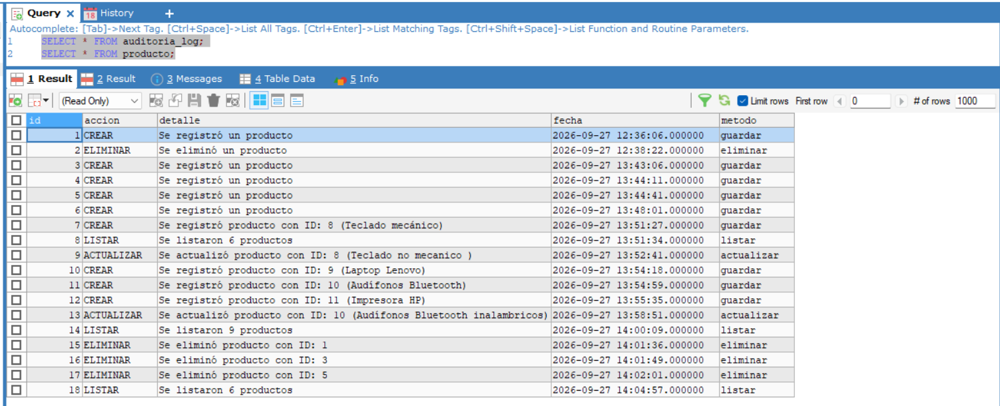 Query × 18 History +
Autocomplete: [Tab]->Next Tag. [Ctrl+Space]->List All Tags. [Ctrl+Enter]->List Matching Tags. [Ctrl+Shift+Space]->List Function and Routine Parameters.
1 SELECT * FROM auditoria_log;
2 SELECT * FROM producto;
1 Result 2 Result 3 Messages 4 Table Data 5 Info
(Read Only) Limit rows First row 0 # of rows 1000
id accion detalle fecha metodo
1 CREAR Se registró un producto 2026-09-27 12:36:06.000000 guardar
2 ELIMINAR Se eliminó un producto 2026-09-27 12:38:22.000000 eliminar
3 CREAR Se registró un producto 2026-09-27 13:43:06.000000 guardar
4 CREAR Se registró un producto 2026-09-27 13:44:11.000000 guardar
5 CREAR Se registró un producto 2026-09-27 13:44:41.000000 guardar
6 CREAR Se registró un producto 2026-09-27 13:48:01.000000 guardar
7 CREAR Se registró producto con ID: 8 (Teclado mecánico) 2026-09-27 13:51:27.000000 guardar
8 LISTAR Se listaron 6 productos 2026-09-27 13:51:34.000000 listar
9 ACTUALIZAR Se actualizó producto con ID: 8 (Teclado no mecanico ) 2026-09-27 13:52:41.000000 actualizar
10 CREAR Se registró producto con ID: 9 (Laptop Lenovo) 2026-09-27 13:54:18.000000 guardar
11 CREAR Se registró producto con ID: 10 (Audífonos Bluetooth) 2026-09-27 13:54:59.000000 guardar
12 CREAR Se registró producto con ID: 11 (Impresora HP) 2026-09-27 13:55:35.000000 guardar
13 ACTUALIZAR Se actualizó producto con ID: 10 (Audífonos Bluetooth inalambricos) 2026-09-27 13:58:51.000000 actualizar
14 LISTAR Se listaron 9 productos 2026-09-27 14:00:09.000000 listar
15 ELIMINAR Se eliminó producto con ID: 1 2026-09-27 14:01:36.000000 eliminar
16 ELIMINAR Se eliminó producto con ID: 3 2026-09-27 14:01:49.000000 eliminar
17 ELIMINAR Se eliminó producto con ID: 5 2026-09-27 14:02:01.000000 eliminar
18 LISTAR Se listaron 6 productos 2026-09-27 14:04:57.000000 listar